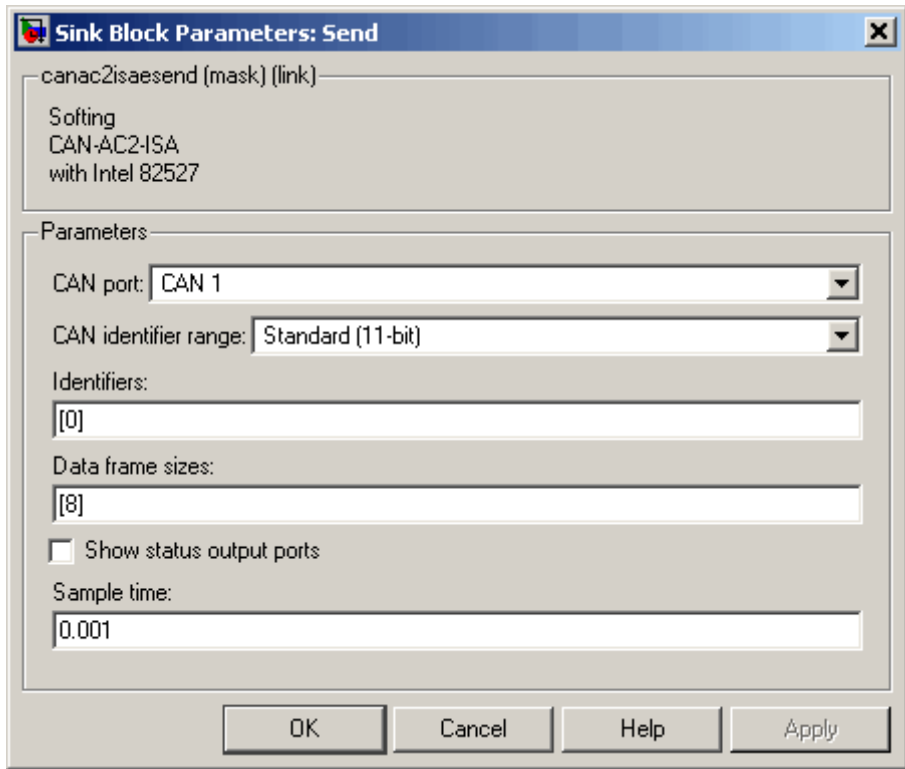 Sink Block Parameters: Send
canac2isaesend (mask) (link)
Softing
CAN-AC2-ISA
with Intel 82527
Parameters
CAN port: CAN 1
CAN identifier range: Standard (11-bit)
Identifiers:
[0]
Data frame sizes:
[8]
Show status output ports
Sample time:
0.001
OK Cancel Help Apply